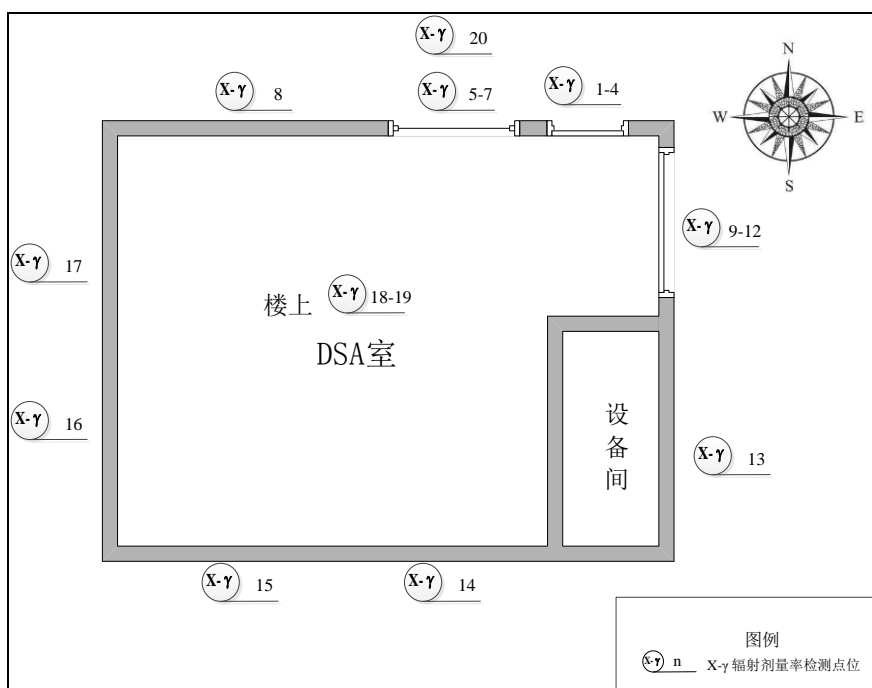 X-γ 20
X-γ 8
X-γ 5-7
X-γ 1-4
N
W
E
S
X-γ 17
X-γ 9-12
楼上 X-γ 18-19
DSA室
X-γ 16
设备间
X-γ 13
X-γ 15
X-γ 14
图例
X-γ n X-γ 辐射剂量率检测点位